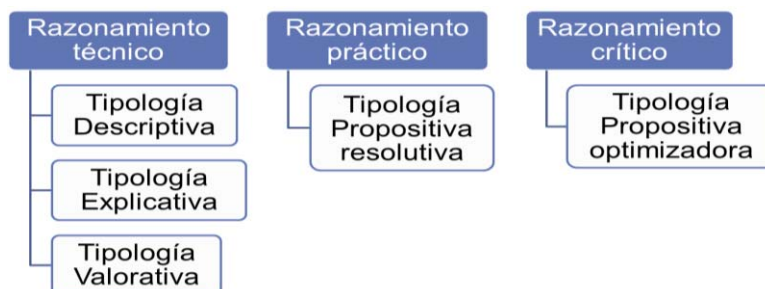 Razonamiento
técnico
Tipología
Descriptiva
Tipología
Explicativa
Tipología
Valorativa
Razonamiento
práctico
Tipología
Propositiva
resolutiva
Razonamiento
crítico
Tipología
Propositiva
optimizadora